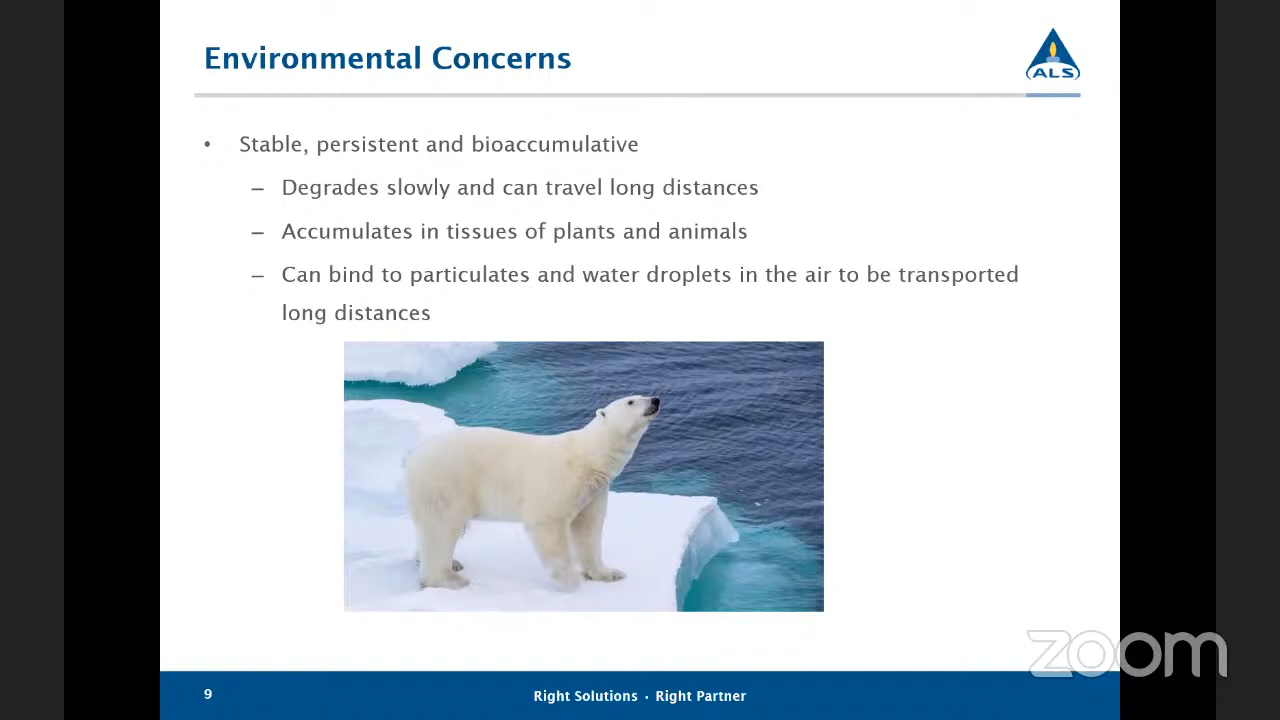 Environmental Concerns
ALS
• Stable, persistent and bioaccumulative
– Degrades slowly and can travel long distances
– Accumulates in tissues of plants and animals
– Can bind to particulates and water droplets in the air to be transported
long distances
zoom
9
Right Solutions · Right Partner